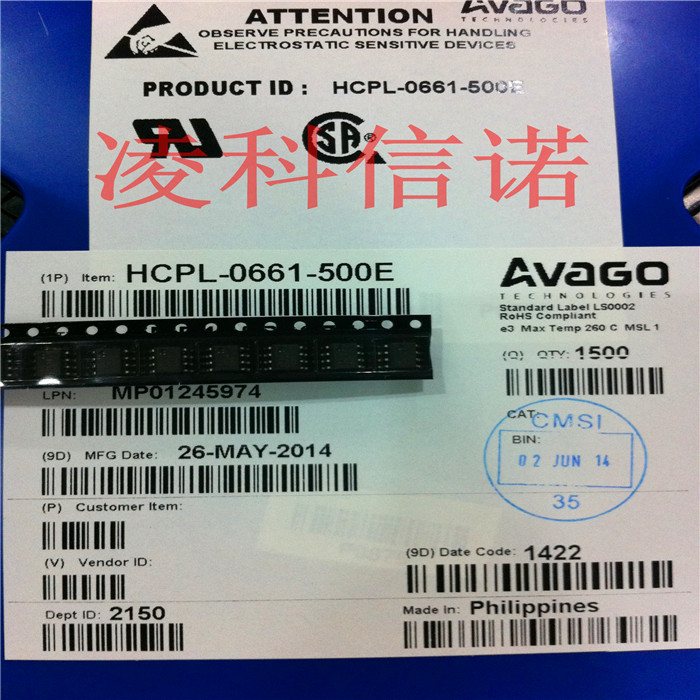 ATTENTION
OBSERVE PRECAUTIONS FOR HANDLING
ELECTROSTATIC SENSITIVE DEVICES
AVAGO
TECHNOLOGIES
PRODUCT ID : HCPL-0661-500E
凌科信诺
(1P) Item: HCPL-0661-500E
AVAGO
TECHNOLOGIES
Standard Label LS0002
RoHS Compliant
e3 Max Temp 260 C MSL 1
(Q) QTY: 1500
LPN: MP01245974
CAT:
CMSI
BIN:
02 JUN 14
35
(9D) MFG Date: 26-MAY-2014
(P) Customer Item:
(V) Vendor ID:
(9D) Date Code: 1422
Dept ID: 2150
Made In: Philippines